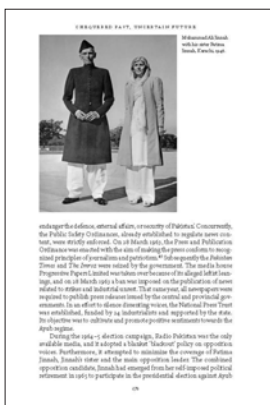 CHEQUERED PAST, UNCERTAIN FUTURE
Mohammad Ali Jinnah
with his sister Fatima
Jinnah, Karachi, 1948.
endanger the defence, external affairs, or security of Pakistan'. Concurrently,
the Public Safety Ordinances, already established to regulate news con-
tent, were strictly enforced. On 28 March 1963, the Press and Publication
Ordinance was enacted with the aim of making the press conform to recog-
nized principles of journalism and patriotism. Subsequently the Pakistan
Times and The Imroz were seized by the government. The media house
Progressive Papers Limited was taken over because of its alleged leftist lean-
ings, and on 28 March 1963 a ban was imposed on the publication of news
related to strikes and industrial unrest. That same year, all newspapers were
required to publish press releases issued by the central and provincial gov-
ernments. In an effort to silence dissenting voices, the National Press Trust
was established, funded by 24 industrialists and supported by the state.
Its objective was to cultivate and promote positive sentiments towards the
Ayub regime.
During the 1964–5 election campaign, Radio Pakistan was the only
available media, and it adopted a blanket 'blackout' policy on opposition
voices. Furthermore, it attempted to minimize the coverage of Fatima
Jinnah, Jinnah's sister and the main opposition leader. The combined
opposition candidate, Jinnah had emerged from her self-imposed political
retirement in 1965 to participate in the presidential election against Ayub